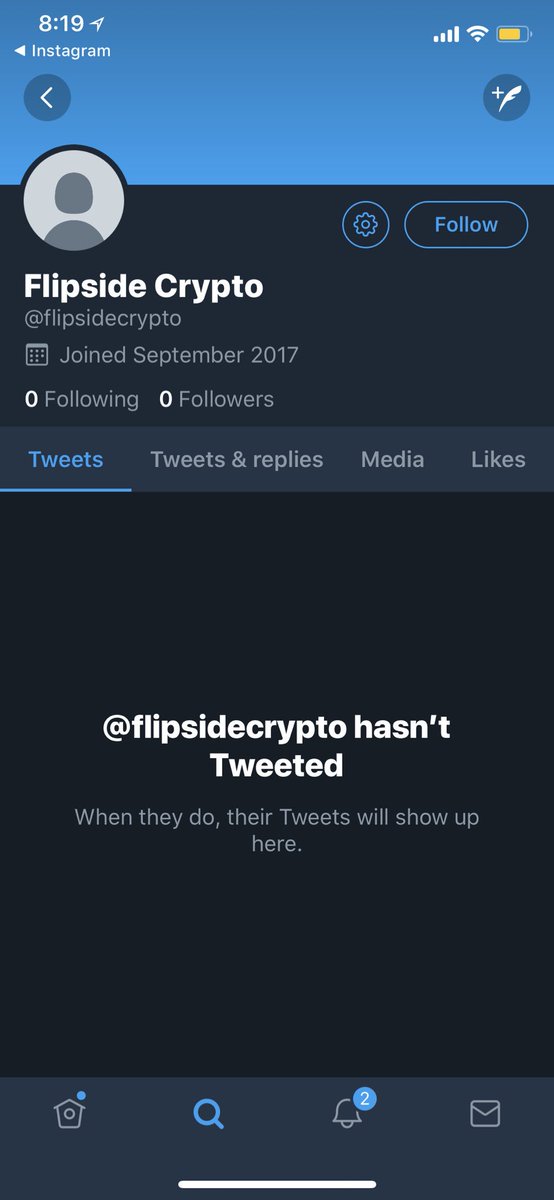 8:19
Instagram
Follow
Flipside Crypto
@flipsidecrypto
Joined September 2017
0 Following 0 Followers
Tweets Tweets & replies Media Likes
@flipsidecrypto hasn't
Tweeted
When they do, their Tweets will show up
here.
2